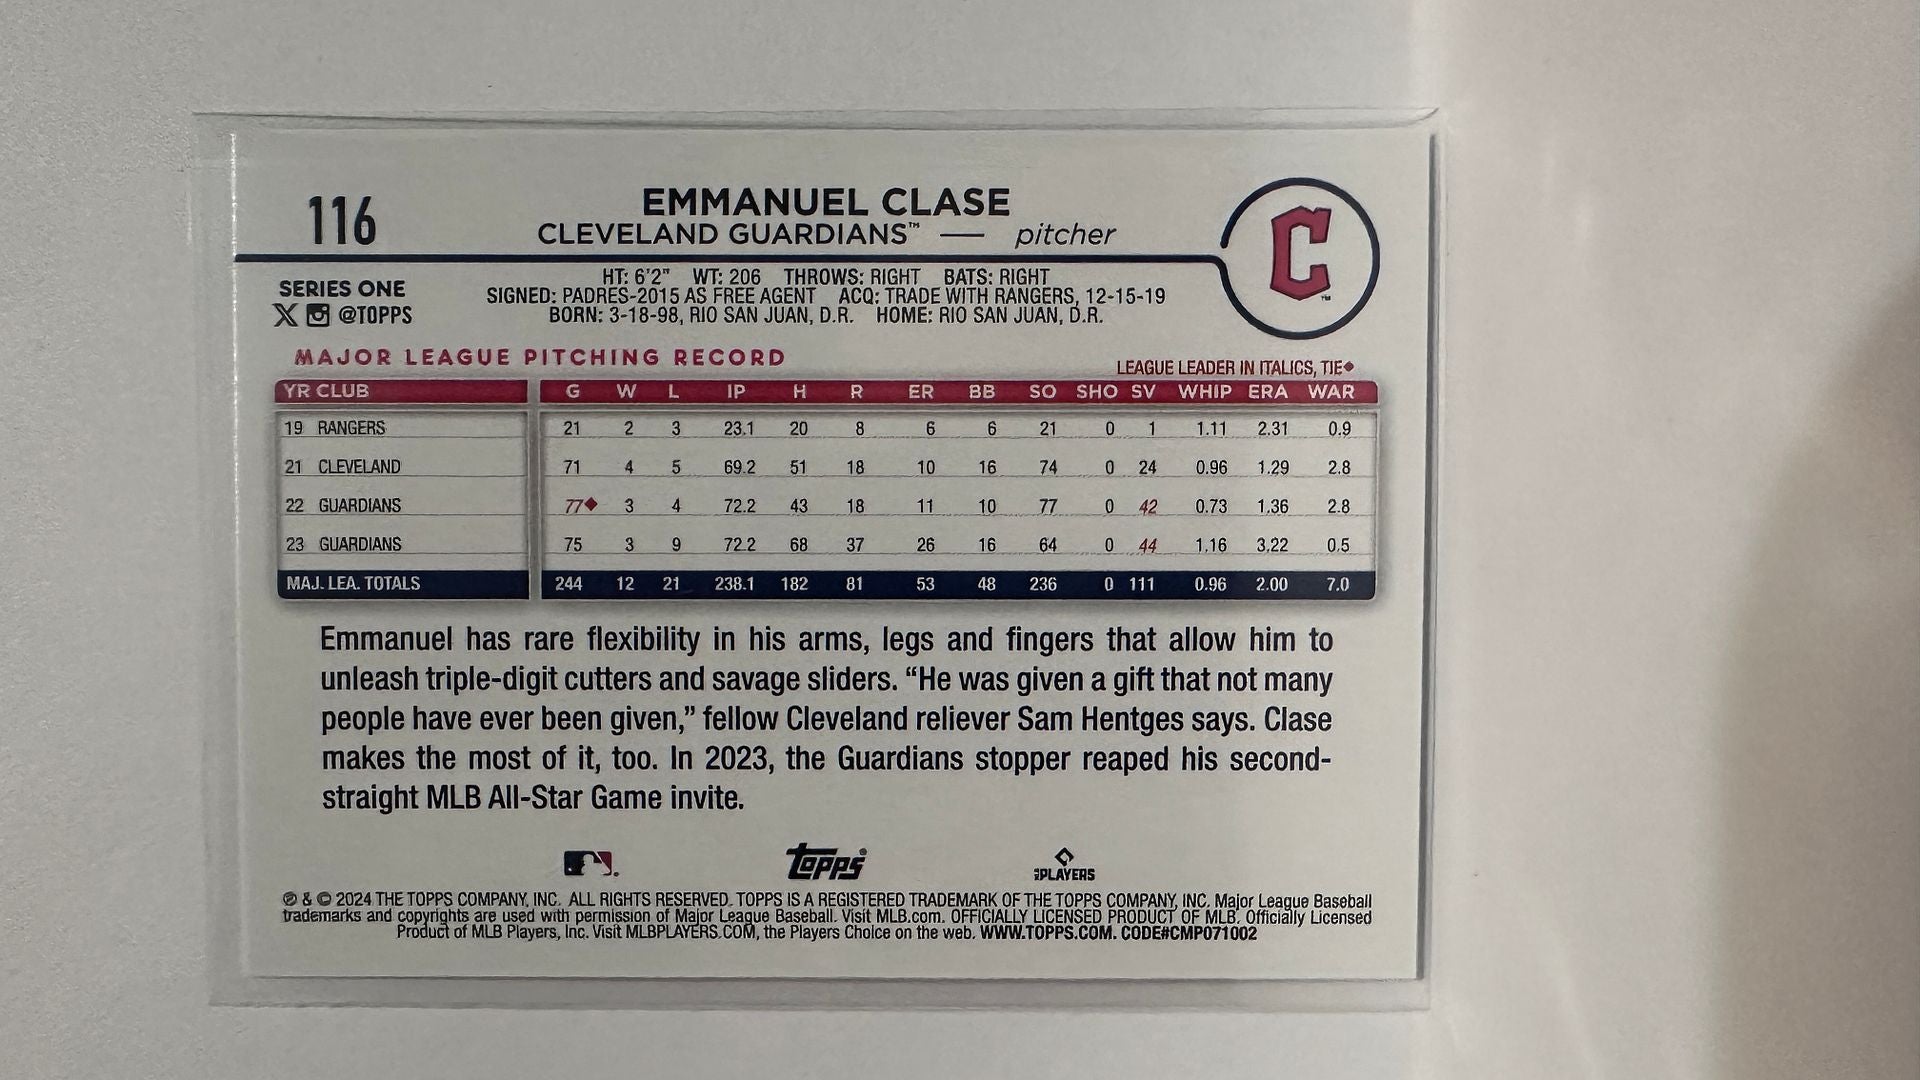 116
EMMANUEL CLASE
CLEVELAND GUARDIANS™ — pitcher
C™
SERIES ONE
X @TOPPS
HT: 6'2" WT: 206 THROWS: RIGHT BATS: RIGHT
SIGNED: PADRES-2015 AS FREE AGENT ACQ: TRADE WITH RANGERS, 12-15-19
BORN: 3-18-98, RIO SAN JUAN, D.R. HOME: RIO SAN JUAN, D.R.
MAJOR LEAGUE PITCHING RECORD
LEAGUE LEADER IN ITALICS, TIE◆
YR CLUB G W L IP H R ER BB SO SHO SV WHIP ERA WAR
19 RANGERS 21 2 3 23.1 20 8 6 6 21 0 1 1.11 2.31 0.9
21 CLEVELAND 71 4 5 69.2 51 18 10 16 74 0 24 0.96 1.29 2.8
22 GUARDIANS 77◆ 3 4 72.2 43 18 11 10 77 0 42 0.73 1.36 2.8
23 GUARDIANS 75 3 9 72.2 68 37 26 16 64 0 44 1.16 3.22 0.5
MAJ. LEA. TOTALS 244 12 21 238.1 182 81 53 48 236 0 111 0.96 2.00 7.0
Emmanuel has rare flexibility in his arms, legs and fingers that allow him to
unleash triple-digit cutters and savage sliders. “He was given a gift that not many
people have ever been given,” fellow Cleveland reliever Sam Hentges says. Clase
makes the most of it, too. In 2023, the Guardians stopper reaped his second-
straight MLB All-Star Game invite.
TOPPS®
PLAYERS
℗ & © 2024 THE TOPPS COMPANY, INC. ALL RIGHTS RESERVED. TOPPS IS A REGISTERED TRADEMARK OF THE TOPPS COMPANY, INC. Major League Baseball
trademarks and copyrights are used with permission of Major League Baseball. Visit MLB.com. OFFICIALLY LICENSED PRODUCT OF MLB. Officially Licensed
Product of MLB Players, Inc. Visit MLBPLAYERS.COM, the Players Choice on the web. WWW.TOPPS.COM. CODE#CMP071002